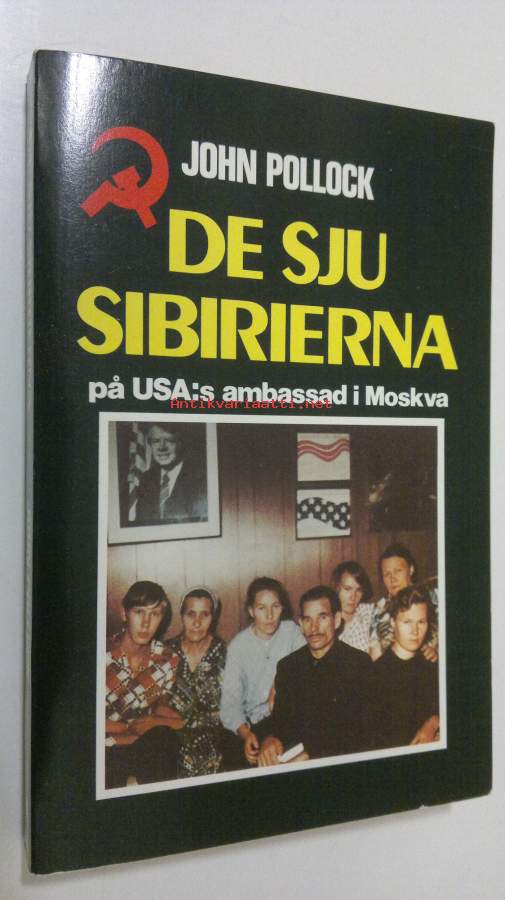 JOHN POLLOCK
DE SJU
SIBIRIERNA
på USA:s ambassad i Moskva
Antikvariaatti.net